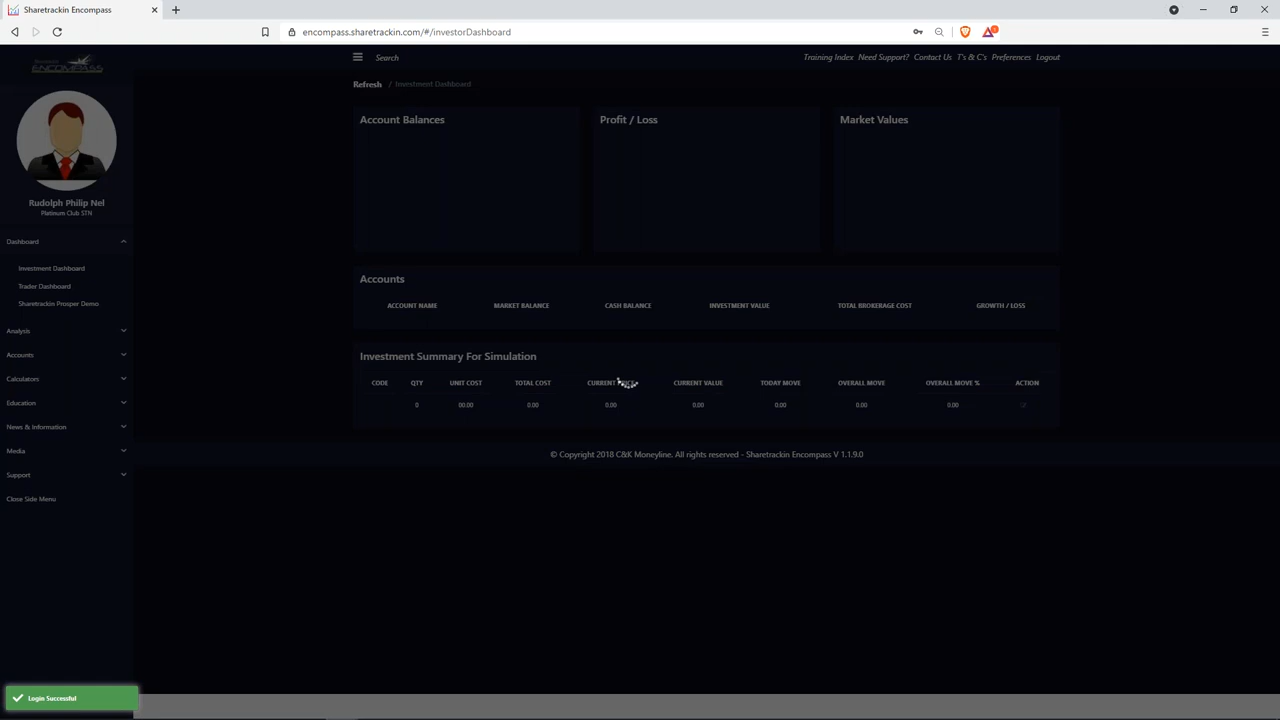 Sharetrackin Encompass
encompass.sharetrackin.com/#/investorDashboard
ENCOMPASS
Search
Training Index Need Support? Contact Us T's & C's Preferences Logout
Refresh / Investment Dashboard
Rudolph Philip Nel
Platinum Club STN
Dashboard
Investment Dashboard
Trader Dashboard
Sharetrackin Prosper Demo
Analysis
Accounts
Calculators
Education
News & Information
Media
Support
Close Side Menu
Account Balances
Profit / Loss
Market Values
Accounts
ACCOUNT NAME MARKET BALANCE CASH BALANCE INVESTMENT VALUE TOTAL BROKERAGE COST GROWTH / LOSS
Investment Summary For Simulation
CODE QTY UNIT COST TOTAL COST CURRENT CURRENT VALUE TODAY MOVE OVERALL MOVE OVERALL MOVE % ACTION
0 00.00 0.00 0.00 0.00 0.00 0.00 0.00
© Copyright 2018 C&K Moneyline. All rights reserved - Sharetrackin Encompass V 1.1.9.0
Login Successful